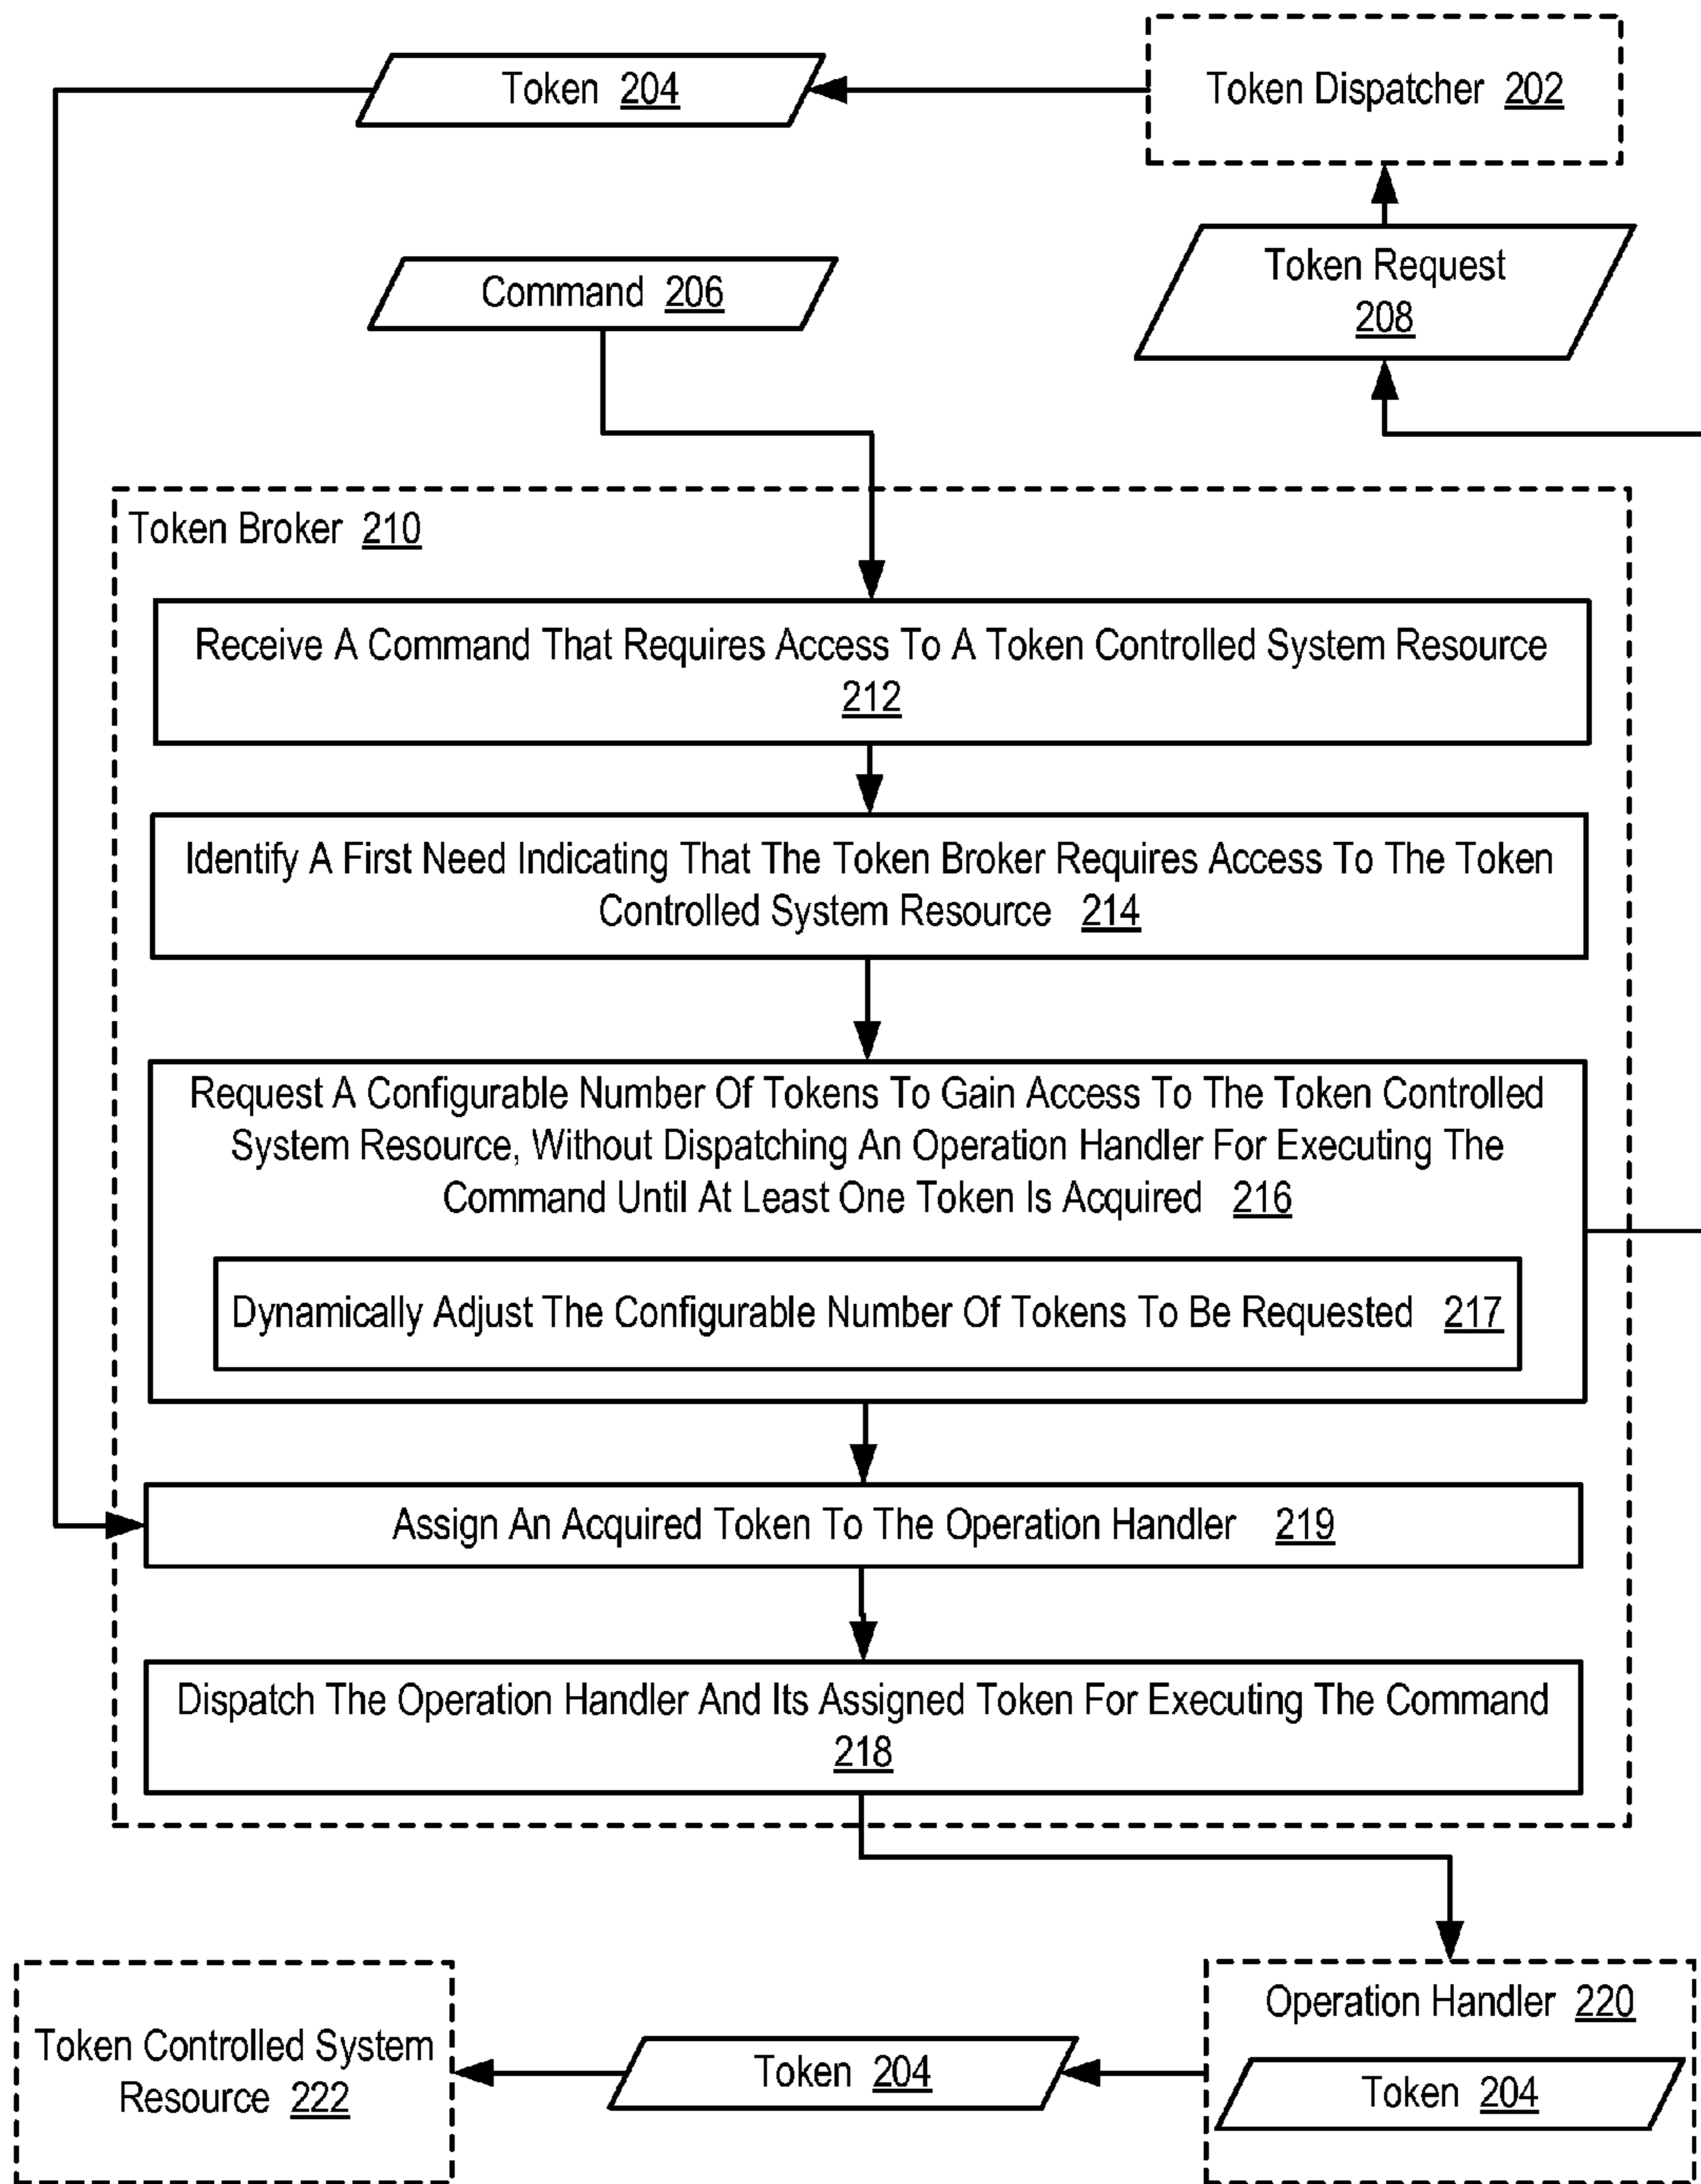 Token Dispatcher 202
Token 204
Token Request
208
Command 206
Token Broker 210
Receive A Command That Requires Access To A Token Controlled System Resource
212
Identify A First Need Indicating That The Token Broker Requires Access To The Token
Controlled System Resource 214
Request A Configurable Number Of Tokens To Gain Access To The Token Controlled
System Resource, Without Dispatching An Operation Handler For Executing The
Command Until At Least One Token Is Acquired 216
Dynamically Adjust The Configurable Number Of Tokens To Be Requested 217
Assign An Acquired Token To The Operation Handler 219
Dispatch The Operation Handler And Its Assigned Token For Executing The Command
218
Operation Handler 220
Token 204
Token 204
Token Controlled System
Resource 222